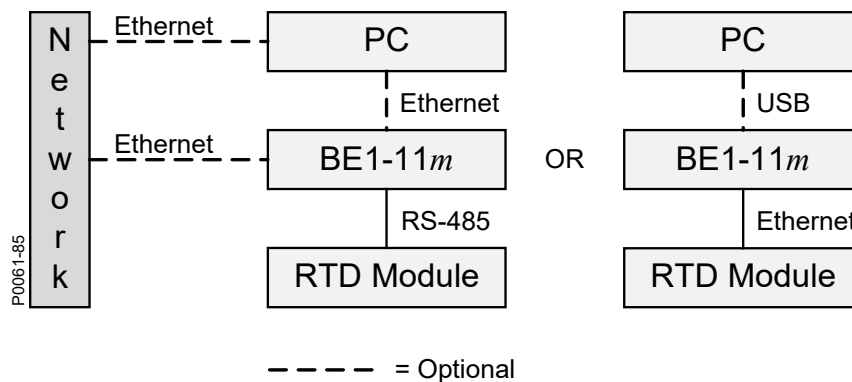 Network
Ethernet
PC
PC
Ethernet
USB
Ethernet
BE1-11m
OR
BE1-11m
RS-485
Ethernet
RTD Module
RTD Module
P0061-85
= Optional